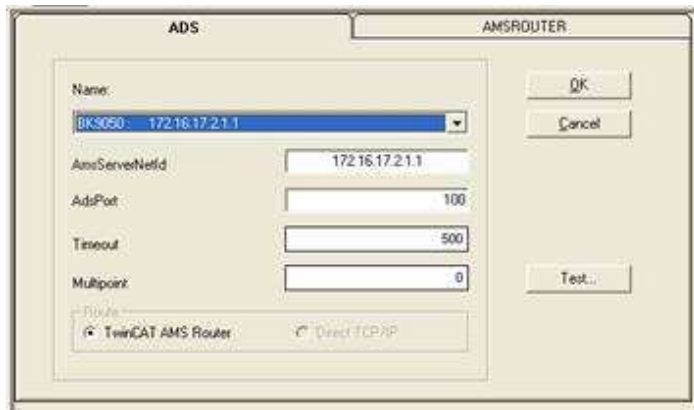 ADS
AMSROUTER
Name:
BK9050 : 172.16.17.2.1.1
AmsServerNetId 172.16.17.2.1.1
AdsPort 100
Timeout 500
Multipoint 0
Route
TwinCAT AMS Router
Direct TCP/IP
OK
Cancel
Test...